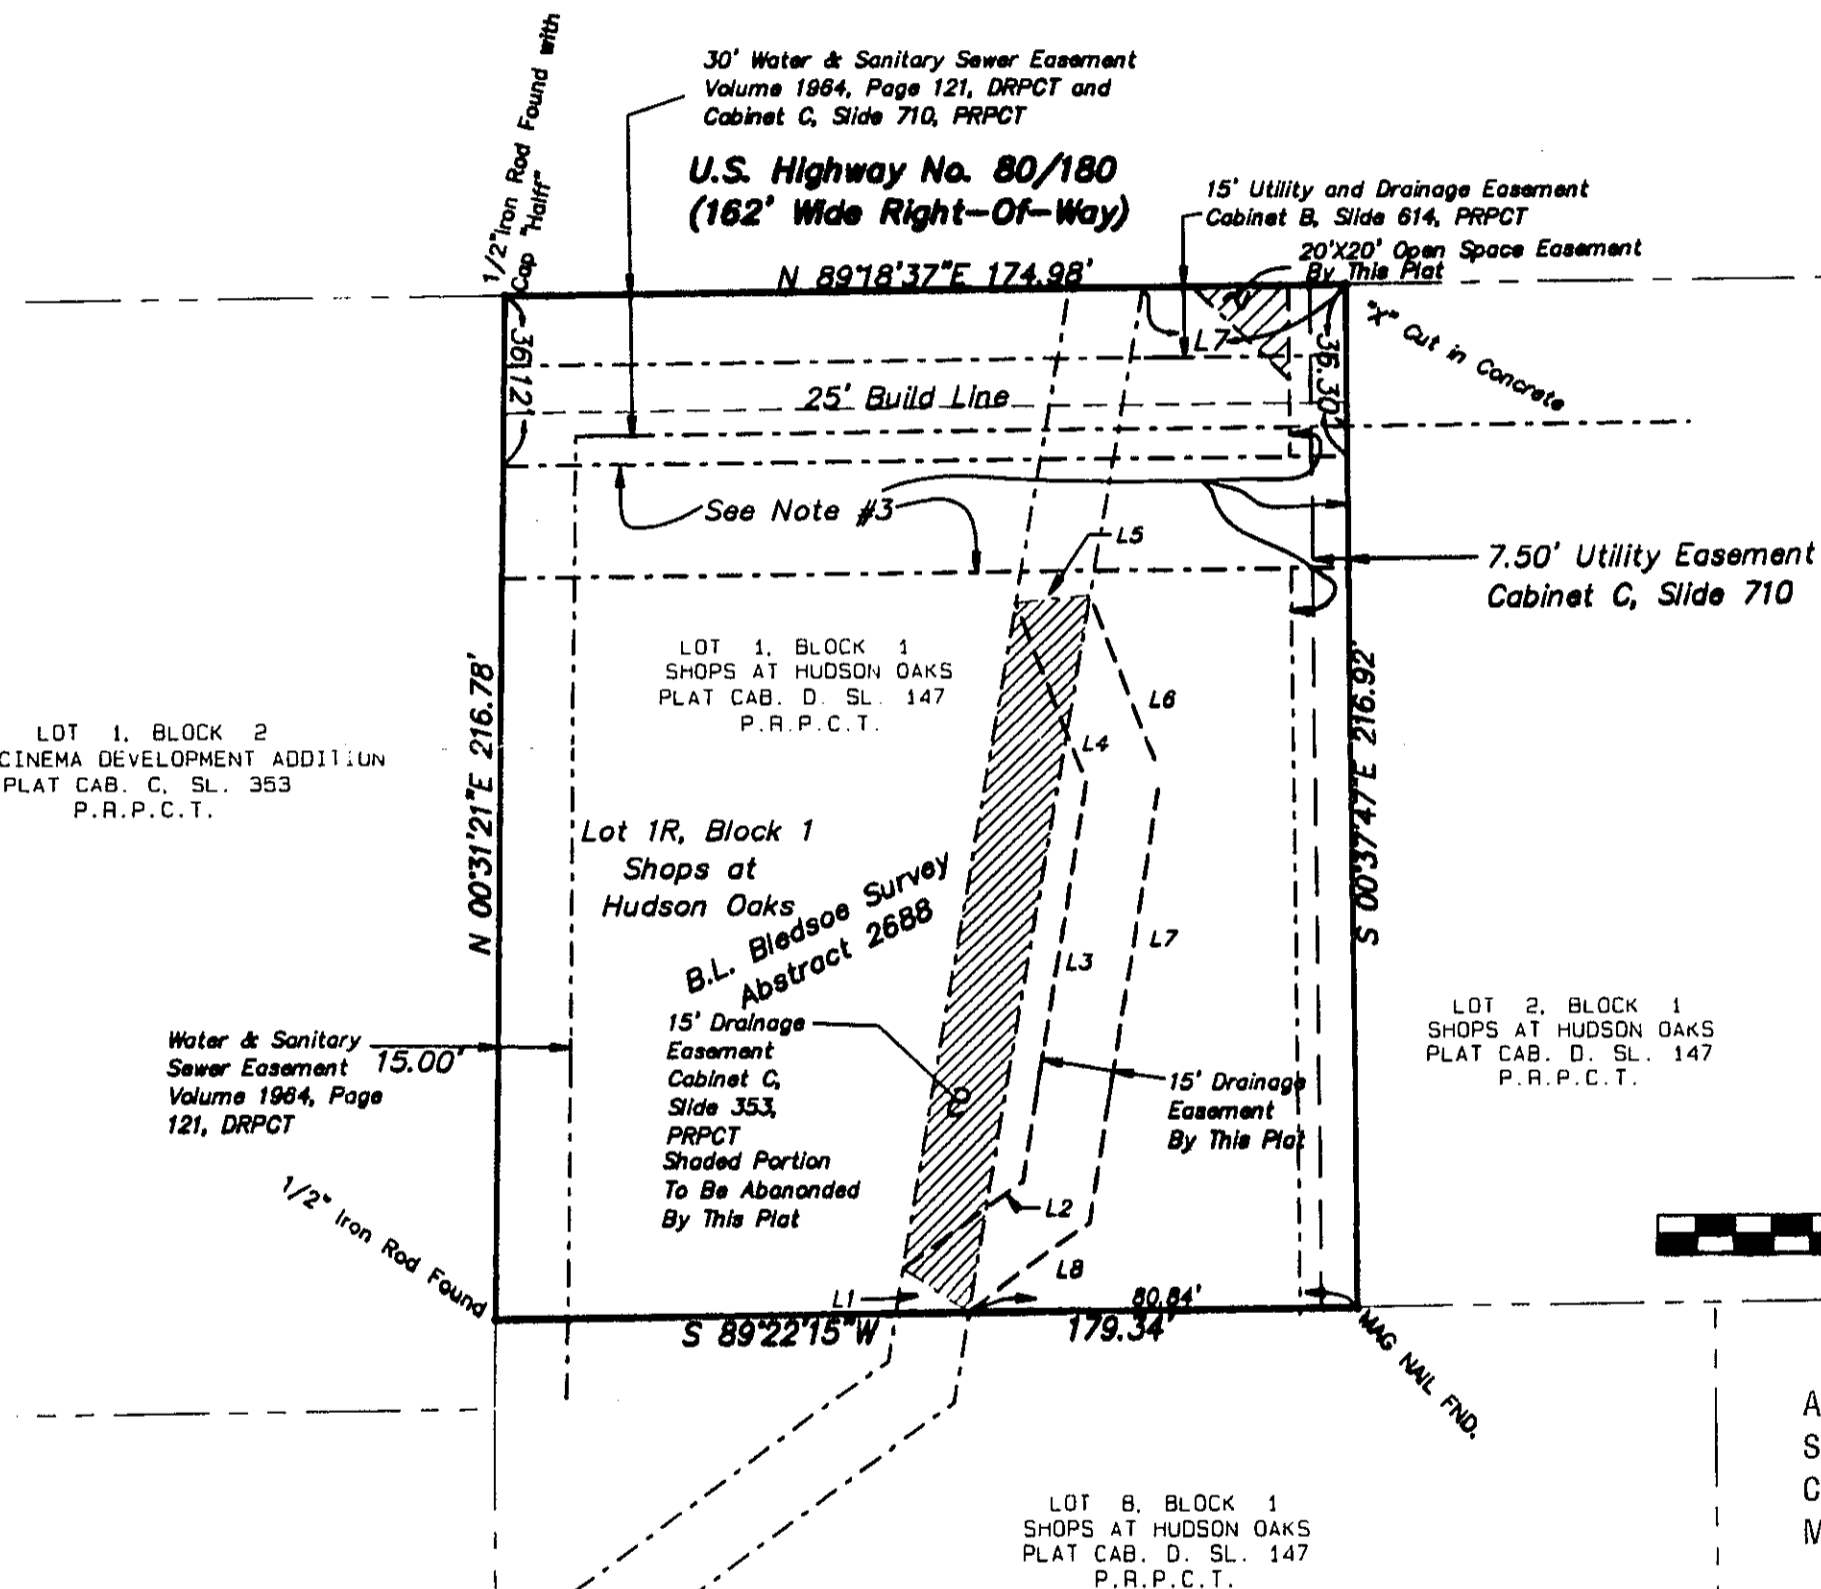 1/2" Iron Rod Found with
Cap "Halff"
30' Water & Sanitary Sewer Easement
Volume 1964, Page 121, DRPCT and
Cabinet C, Slide 710, PRPCT
U.S. Highway No. 80/180
(162' Wide Right-Of-Way)
15' Utility and Drainage Easement
Cabinet B, Slide 614, PRPCT
20'X20' Open Space Easement
By This Plat
N 89°18'37"E 174.98'
"X" Cut in Concrete
36.12'
L7
36.30'
25' Build Line
See Note #3
L5
7.50' Utility Easement
Cabinet C, Slide 710
LOT 1, BLOCK 1
SHOPS AT HUDSON OAKS
PLAT CAB. D. SL. 147
P.R.P.C.T.
L6
L4
LOT 1, BLOCK 2
CINEMA DEVELOPMENT ADDITION
PLAT CAB. C, SL. 353
P.R.P.C.T.
N 00°31'21"E 216.78'
S 00°37'47"E 216.92'
Lot 1R, Block 1
Shops at
Hudson Oaks
B.L. Bledsoe Survey
Abstract 2688
L3
L7
Water & Sanitary
Sewer Easement
Volume 1964, Page
121, DRPCT
15.00'
15' Drainage
Easement
Cabinet C,
Slide 353,
PRPCT
Shaded Portion
To Be Abanonded
By This Plat
15' Drainage
Easement
By This Plat
LOT 2, BLOCK 1
SHOPS AT HUDSON OAKS
PLAT CAB. D. SL. 147
P.R.P.C.T.
1/2" Iron Rod Found
L2
L8
L1
80.84'
S 89°22'15"W
179.34'
MAG NAIL FND.
A
S
C
M
LOT 8, BLOCK 1
SHOPS AT HUDSON OAKS
PLAT CAB. D. SL. 147
P.R.P.C.T.